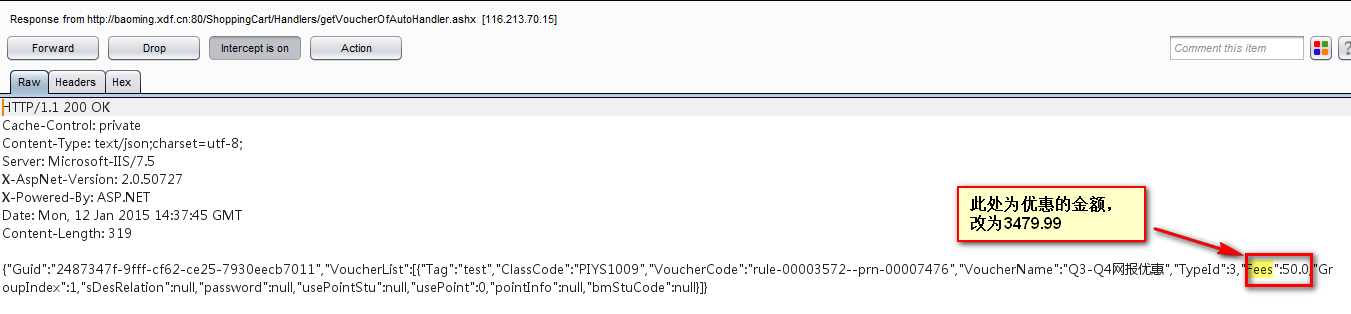 Response from http://baoming.xdf.cn:80/ShoppingCart/Handlers/getVoucherOfAutoHandler.ashx [116.213.70.15]
Forward Drop Intercept is on Action Comment this item ?
Raw Headers Hex
HTTP/1.1 200 OK
Cache-Control: private
Content-Type: text/json;charset=utf-8;
Server: Microsoft-IIS/7.5
X-AspNet-Version: 2.0.50727
X-Powered-By: ASP.NET
Date: Mon, 12 Jan 2015 14:37:45 GMT
Content-Length: 319
此处为优惠的金额，
改为3479.99
{"Guid":"2487347f-9fff-cf62-ce25-7930eecb7011","VoucherList":[{"Tag":"test","ClassCode":"PIYS1009","VoucherCode":"rule-00003572--prn-00007476","VoucherName":"Q3-Q4网报优惠","TypeId":3,"Fees":50.0,"Gr
oupIndex":1,"sDesRelation":null,"password":null,"usePointStu":null,"usePoint":0,"pointInfo":null,"bmStuCode":null}]}